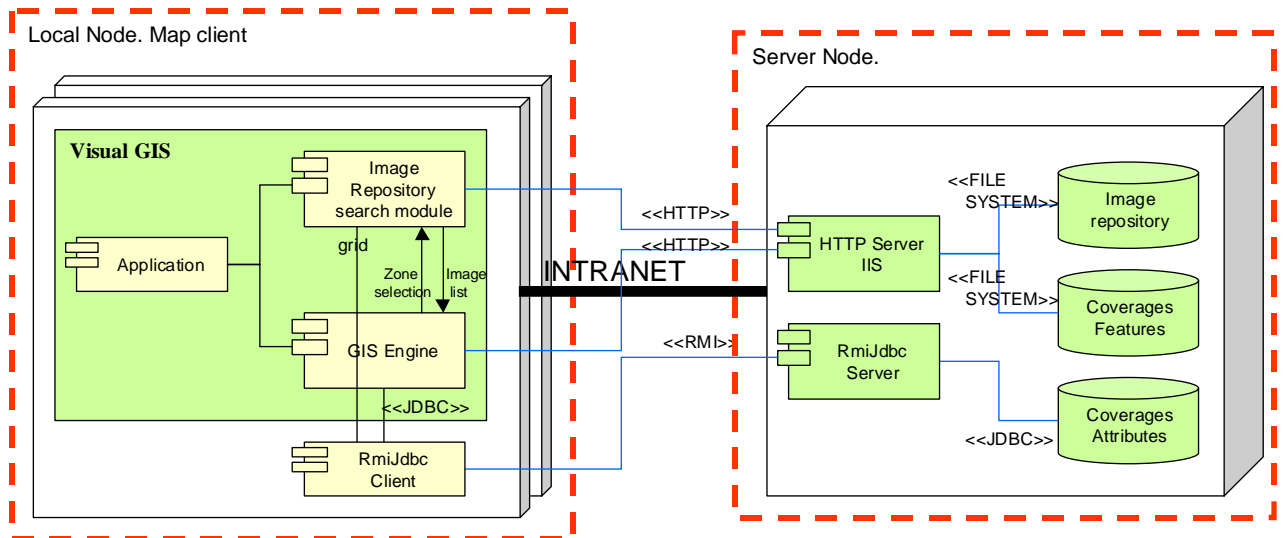 Local Node. Map client
Visual GIS
Application
Image
Repository
search module
grid
Zone
selection
Image
list
GIS Engine
<<JDBC>>
RmiJdbc
Client
<<HTTP>>
<<HTTP>>
INTRANET
<<RMI>>
Server Node.
HTTP Server
IIS
RmiJdbc
Server
<<FILE
SYSTEM>>
<<FILE
SYSTEM>>
<<JDBC>>
Image
repository
Coverages
Features
Coverages
Attributes